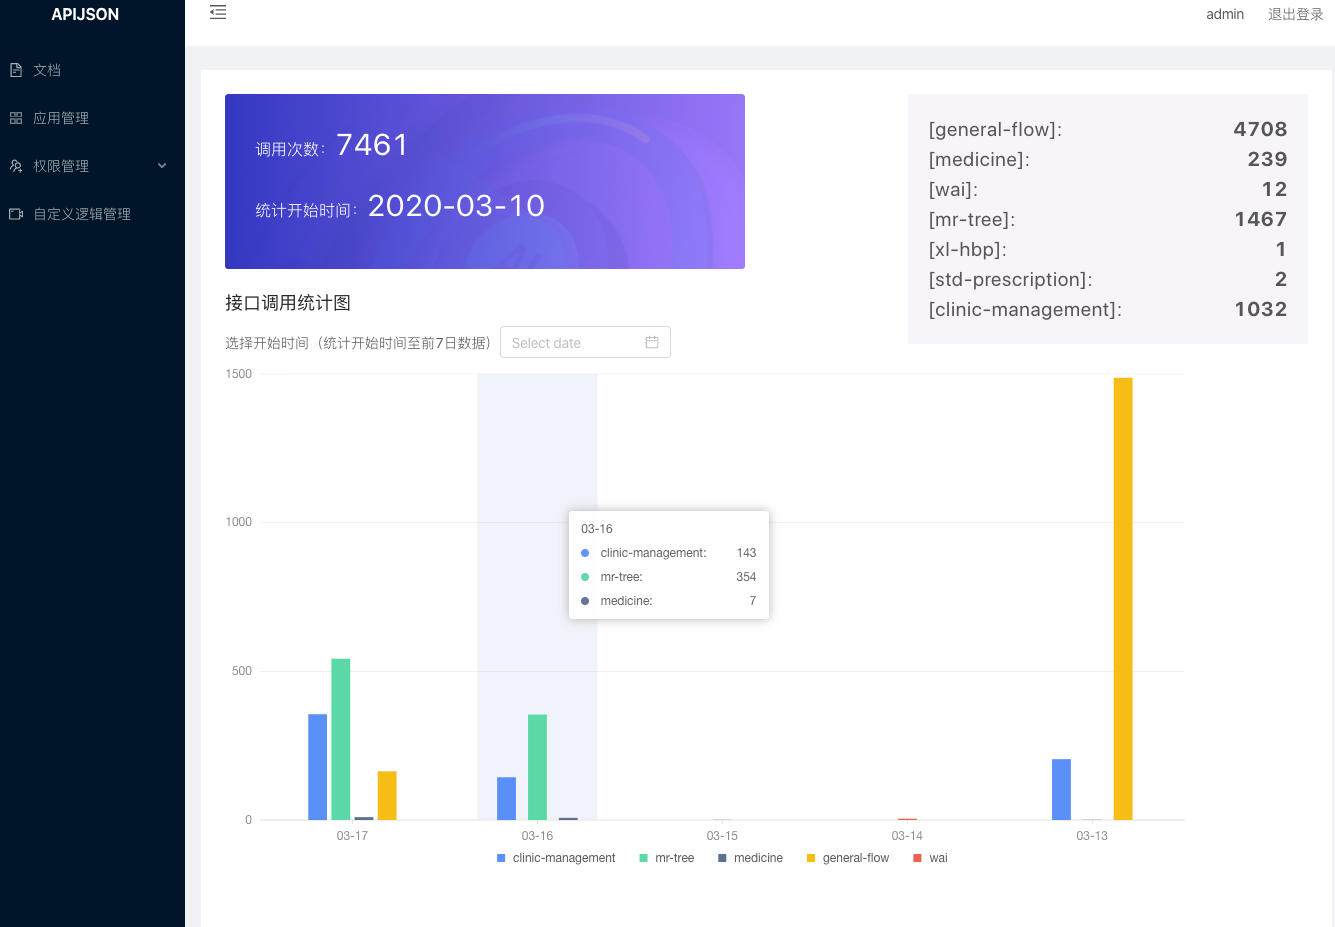 APIJSON
admin 退出登录
文档
应用管理
权限管理
自定义逻辑管理
调用次数: 7461
统计开始时间: 2020-03-10
[general-flow]: 4708
[medicine]: 239
[wai]: 12
[mr-tree]: 1467
[xl-hbp]: 1
[std-prescription]: 2
[clinic-management]: 1032
接口调用统计图
选择开始时间（统计开始时间至前7日数据） Select date
1500
1000
500
0
03-16
clinic-management: 143
mr-tree: 354
medicine: 7
03-17 03-16 03-15 03-14 03-13
clinic-management mr-tree medicine general-flow wai